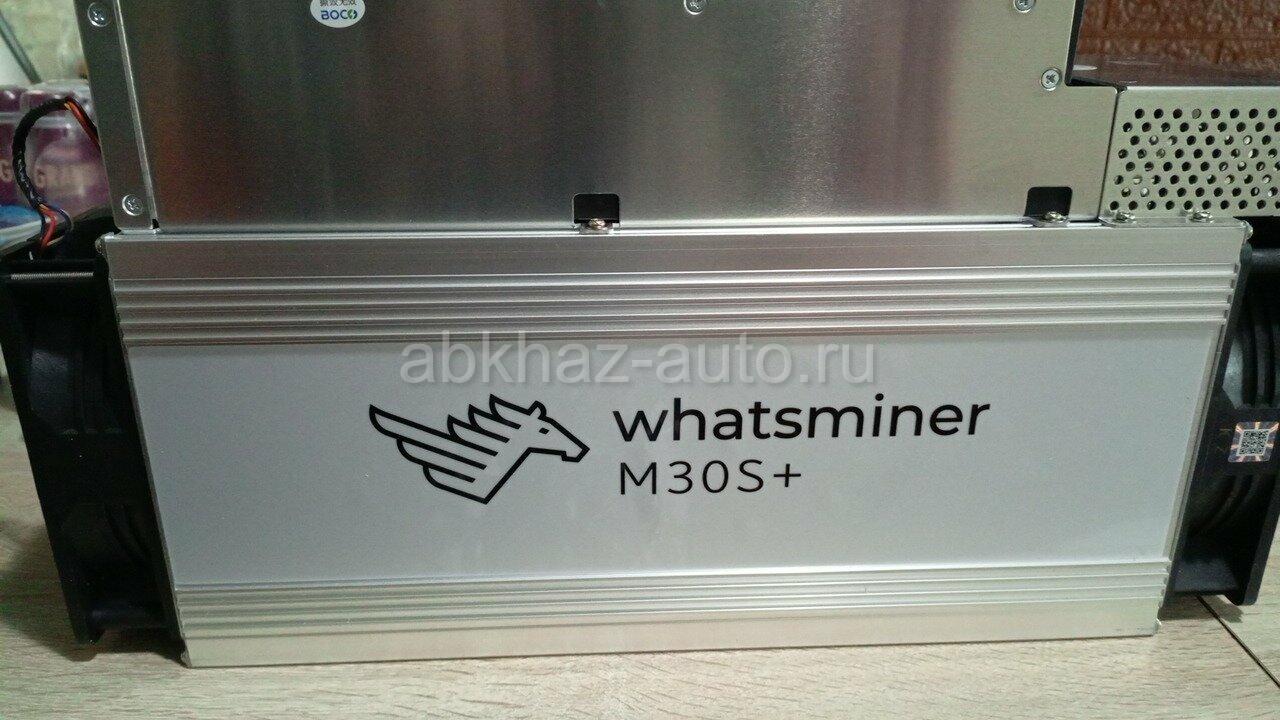 BOCO
abkhaz-auto.ru
whatsminer
M30S+